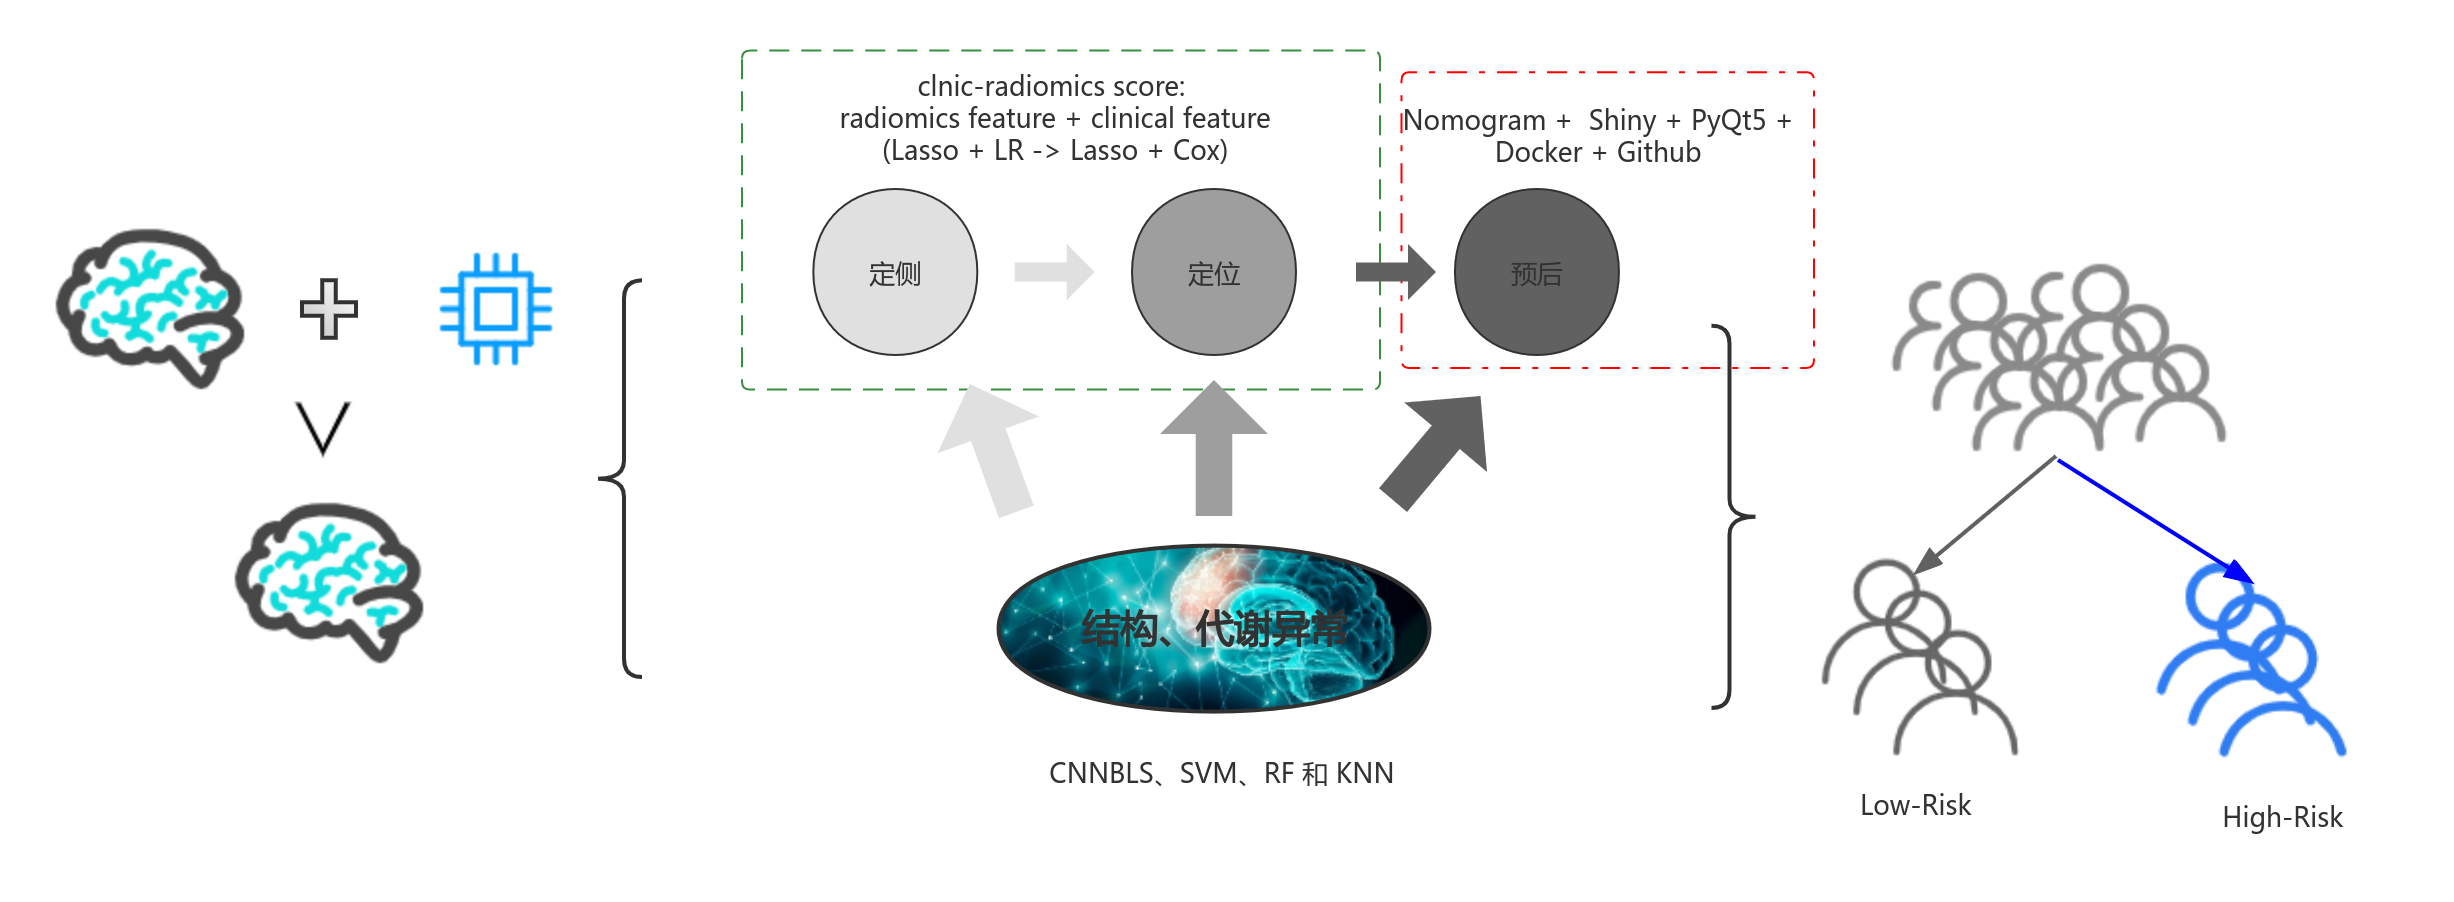 clnic-radiomics score:
radiomics feature + clinical feature
(Lasso + LR -> Lasso + Cox)
Nomogram + Shiny + PyQt5 +
Docker + Github
定侧
定位
预后
结构、代谢异常
CNNBLS、SVM、RF 和 KNN
Low-Risk
High-Risk